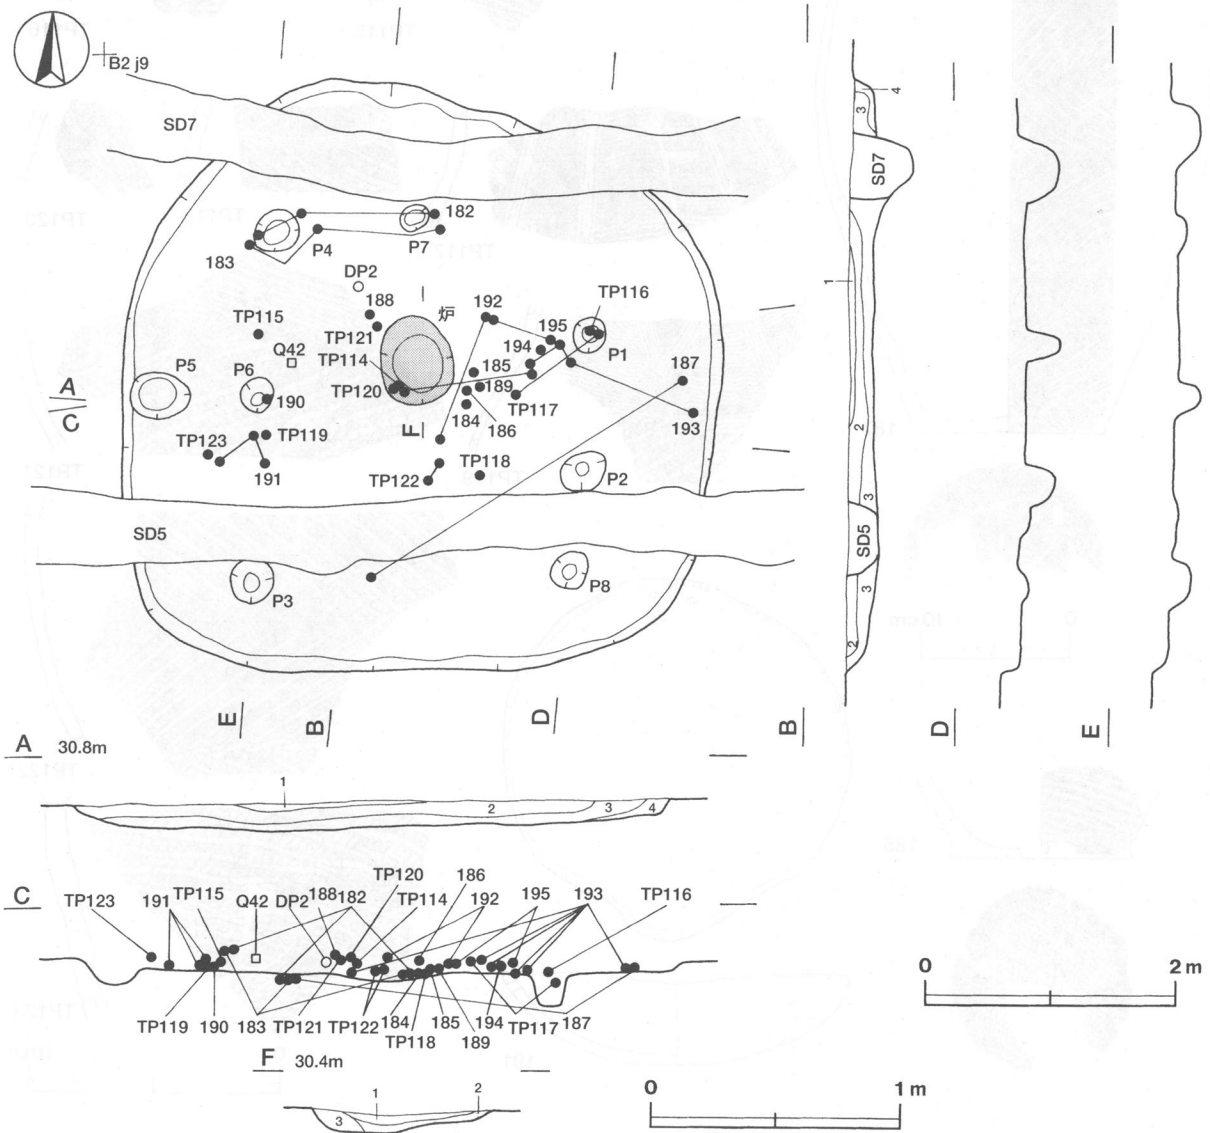 B2 j9
SD7
4
3
SD7
182
P4
P7
183
DP2
188
炉
192
TP116
1
TP115
TP121
195
Q42
TP114
194
P1
P5
P6
185
187
A
TP120
189
C
190
184
TP117
193
186
F
2
TP123
TP119
TP118
191
TP122
P2
3
SD5
SD5
P3
P8
3
2
E
B
D
B
D
E
A 30.8m
1
2
3
4
TP120
186
C
TP123
191
TP115
Q42
DP2
188
182
TP114
192
195
193
TP116
0
2 m
TP119
190
183
TP121
TP122
184
185
194
TP117
187
TP118
189
F 30.4m
1
2
3
0
1 m